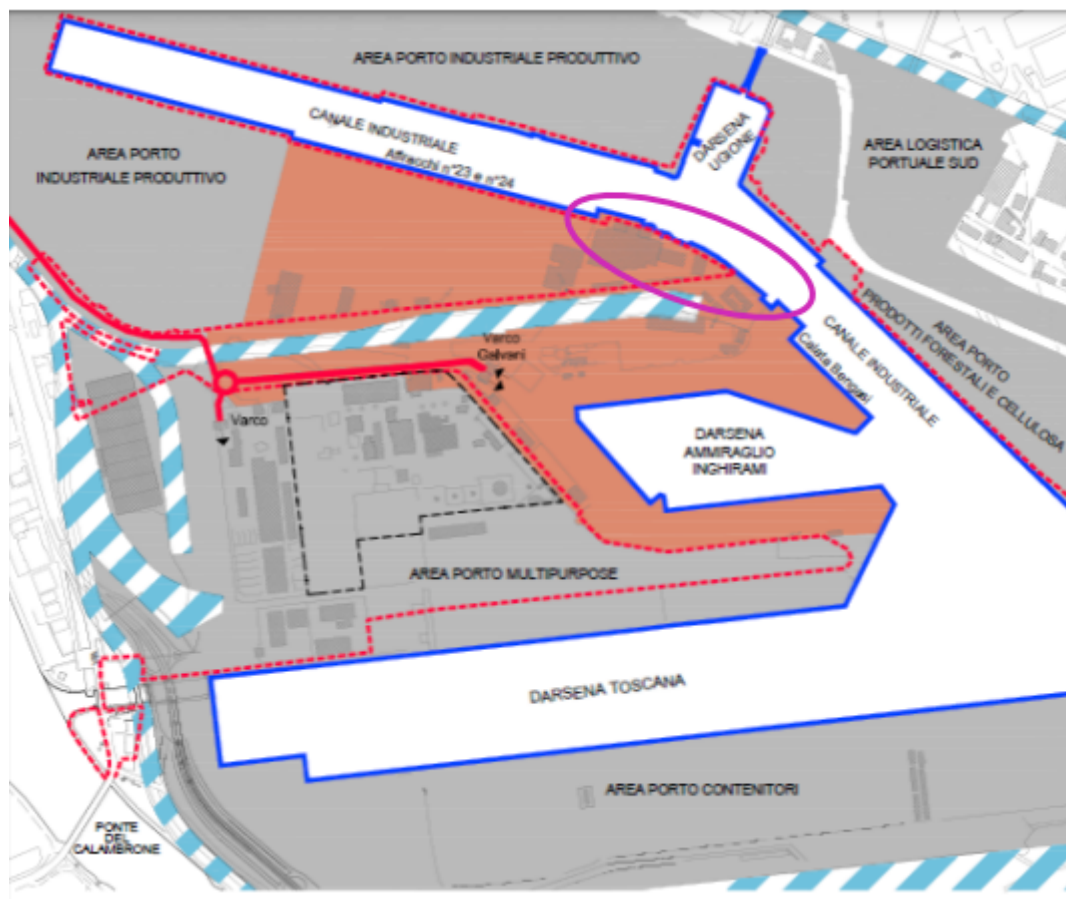 AREA PORTO INDUSTRIALE PRODUTTIVO
CANALE INDUSTRIALE
Attracchi n°23 e n°24
DARSENA
UGIONE
AREA LOGISTICA
PORTUALE SUD
AREA PORTO
INDUSTRIALE PRODUTTIVO
AREA PORTO
PRODOTTI FORESTALI E CELLULOSA
CANALE INDUSTRIALE
Calata Bengasi
Varco
Galvani
Varco
DARSENA
AMMIRAGLIO
INGHIRAMI
AREA PORTO MULTIPURPOSE
DARSENA TOSCANA
AREA PORTO CONTENITORI
PONTE
DEL
CALAMBRONE